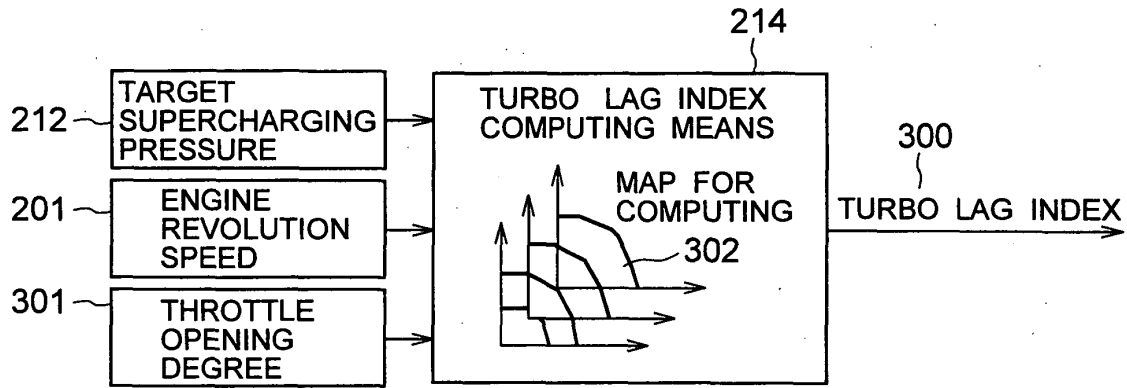 214
212
TARGET
SUPERCHARGING
PRESSURE
201
ENGINE
REVOLUTION
SPEED
301
THROTTLE
OPENING
DEGREE
TURBO LAG INDEX
COMPUTING MEANS
MAP FOR
COMPUTING
302
300
TURBO LAG INDEX